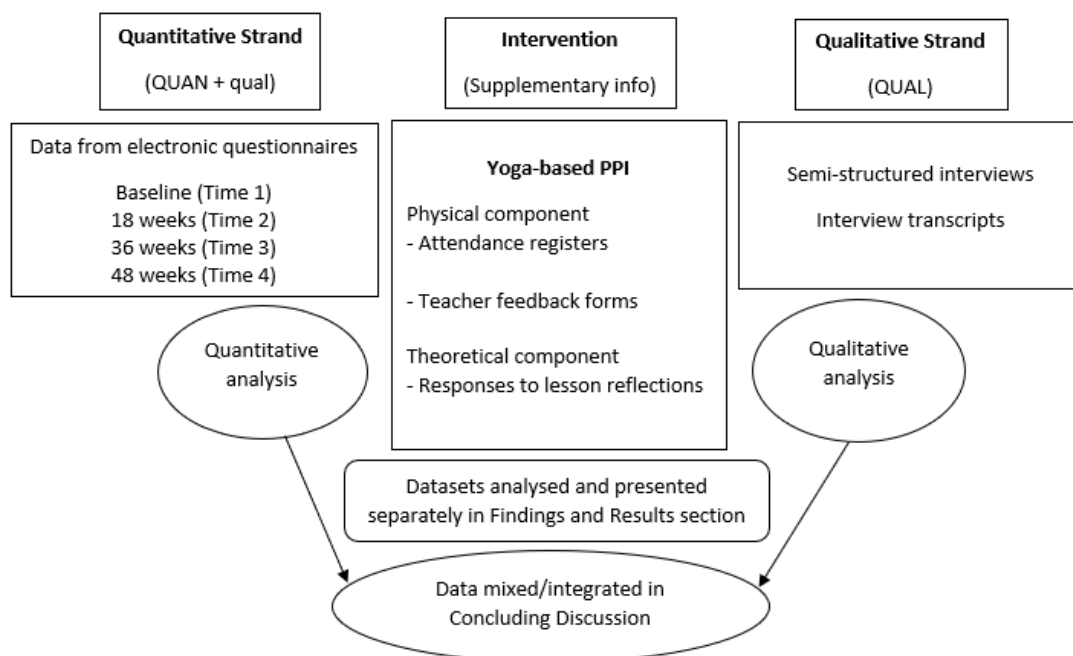 Quantitative Strand
(QUAN + qual)
Intervention
(Supplementary info)
Qualitative Strand
(QUAL)
Data from electronic questionnaires
Baseline (Time 1)
18 weeks (Time 2)
36 weeks (Time 3)
48 weeks (Time 4)
Yoga-based PPI
Physical component
- Attendance registers
- Teacher feedback forms
Theoretical component
- Responses to lesson reflections
Semi-structured interviews
Interview transcripts
Quantitative
analysis
Qualitative
analysis
Datasets analysed and presented
separately in Findings and Results section
Data mixed/integrated in
Concluding Discussion